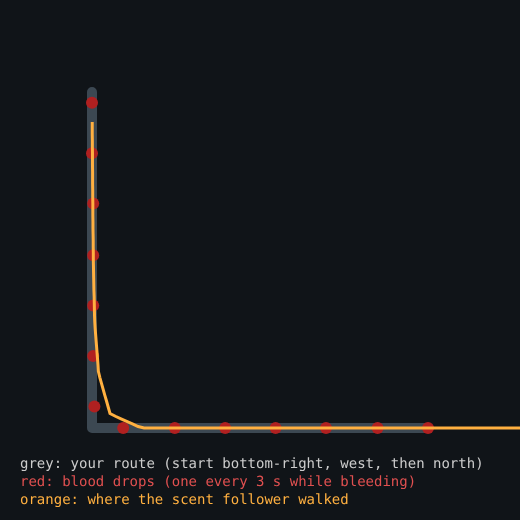 grey: your route (start bottom-right, west, then north)
red: blood drops (one every 3 s while bleeding)
orange: where the scent follower walked